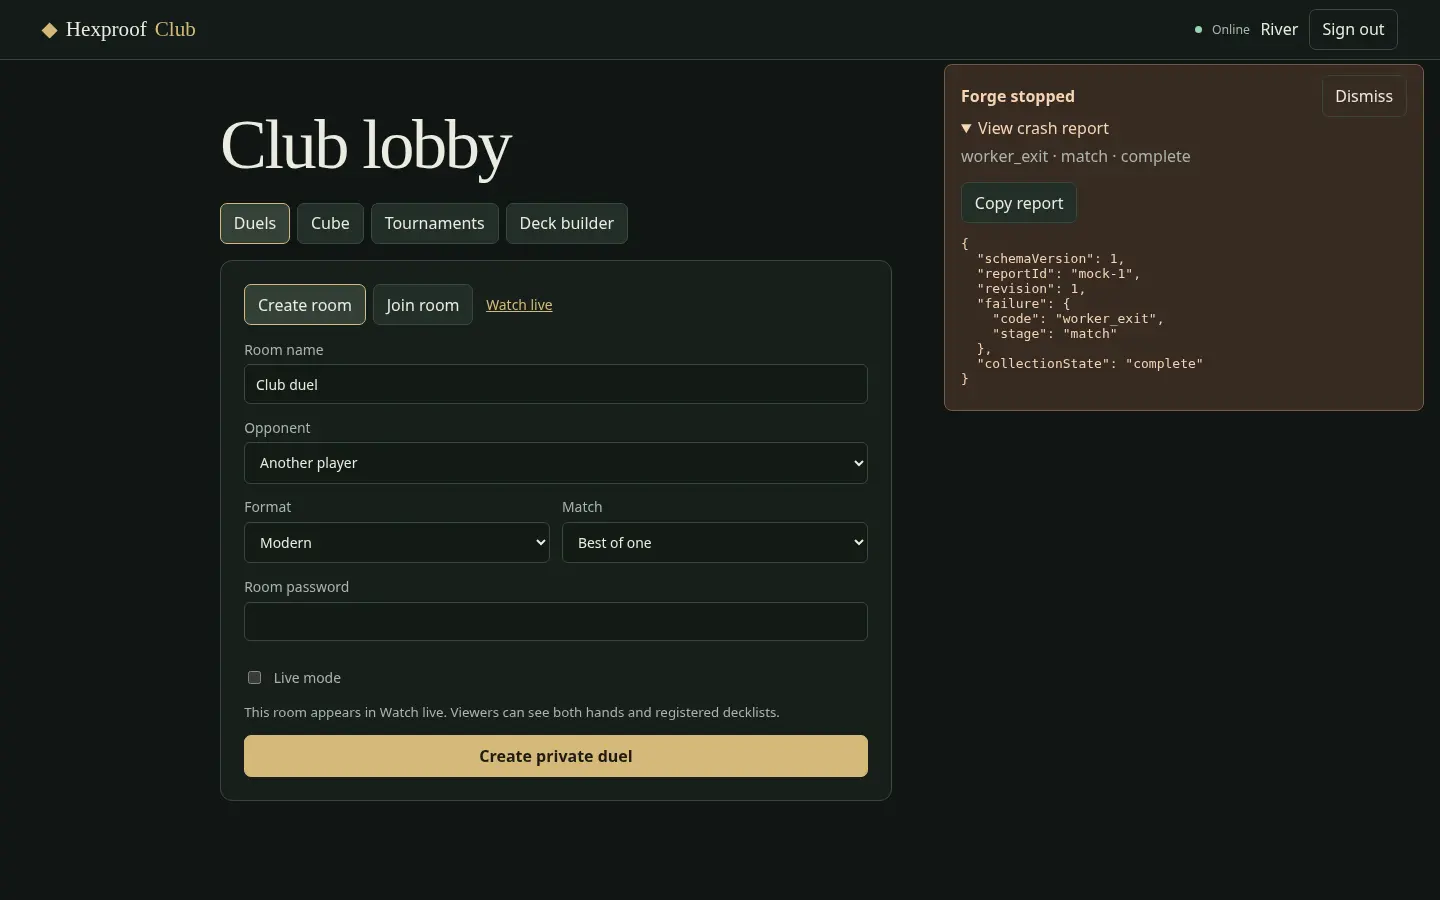 ◆ Hexproof Club
Online River Sign out
Forge stopped
Dismiss
▼ View crash report
worker_exit · match · complete
Copy report
{
  "schemaVersion": 1,
  "reportId": "mock-1",
  "revision": 1,
  "failure": {
    "code": "worker_exit",
    "stage": "match"
  },
  "collectionState": "complete"
}
Club lobby
Duels Cube Tournaments Deck builder
Create room Join room Watch live
Room name
Club duel
Opponent
Another player
Format Match
Modern Best of one
Room password
Live mode
This room appears in Watch live. Viewers can see both hands and registered decklists.
Create private duel